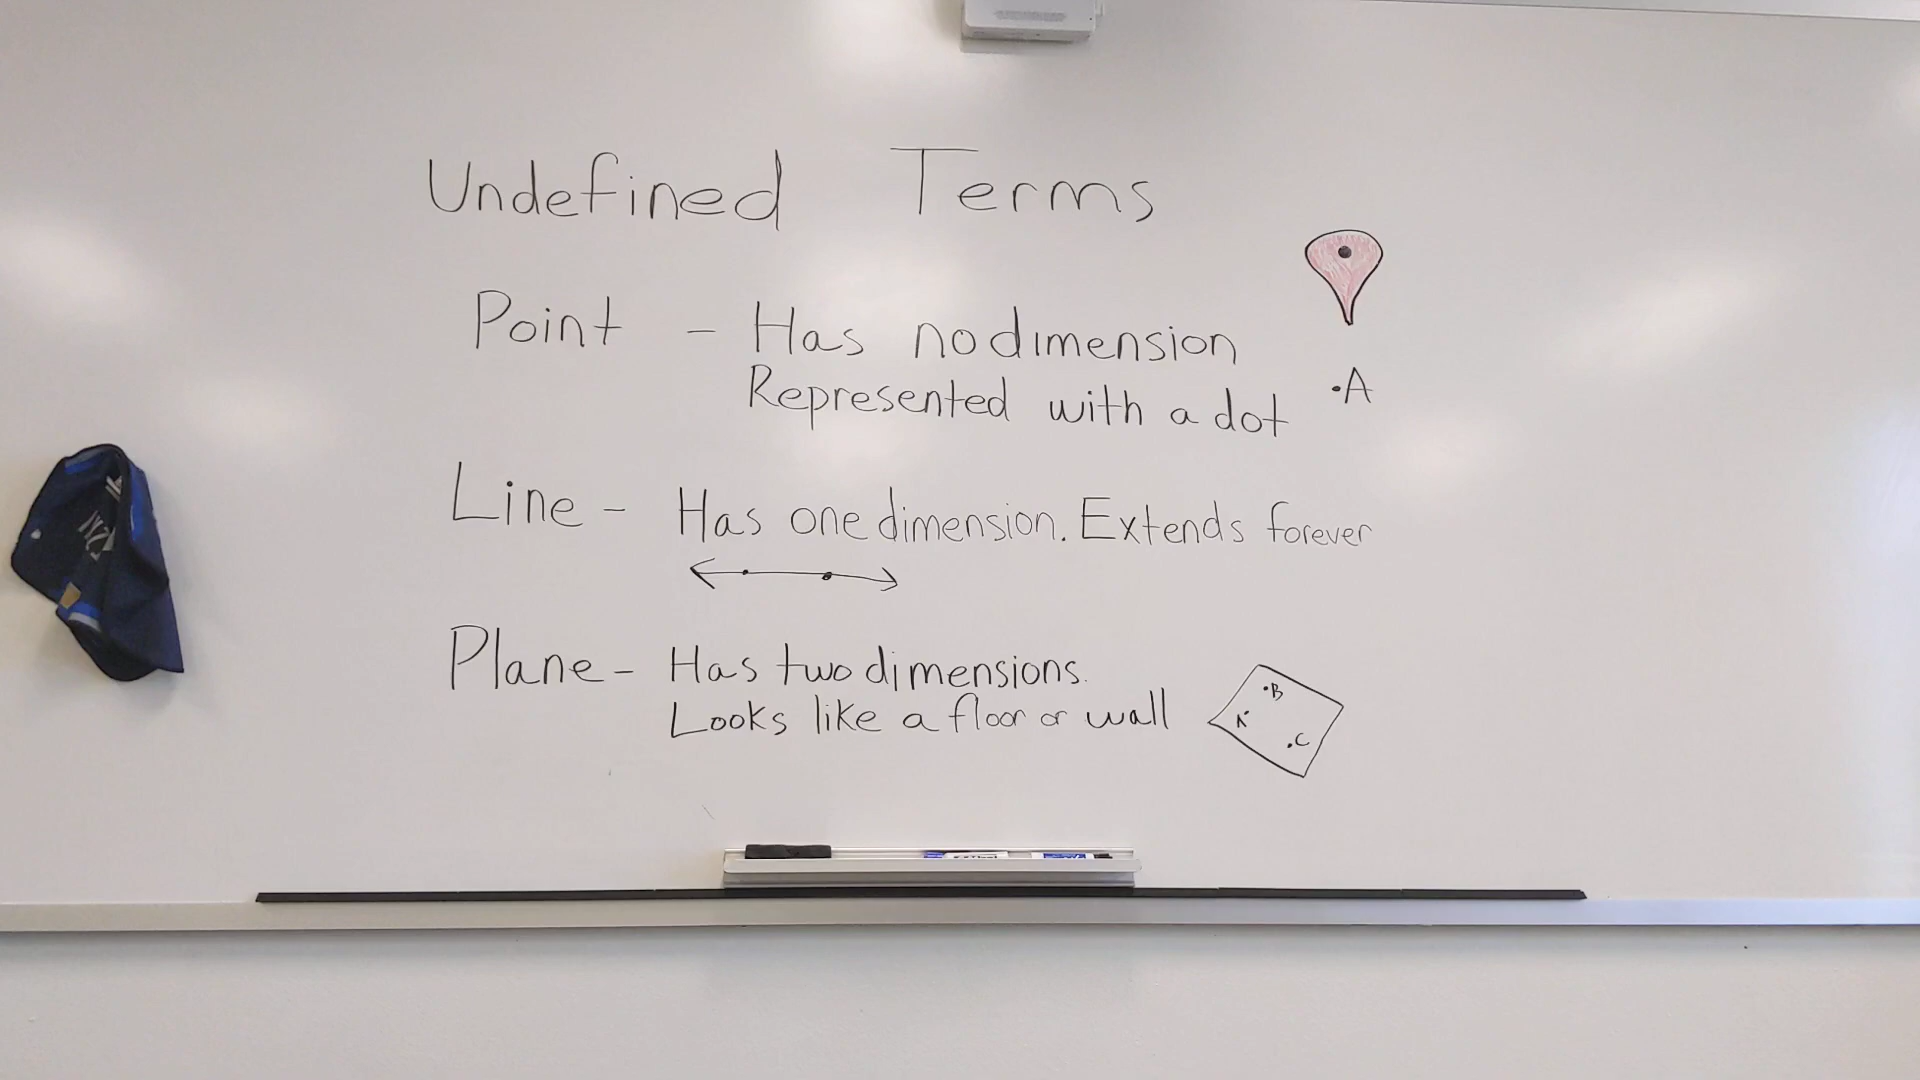 Undefined Terms
Point - Has no dimension
Represented with a dot
•A
Line - Has one dimension. Extends forever
Plane - Has two dimensions.
Looks like a floor or wall
•B
A•
•C